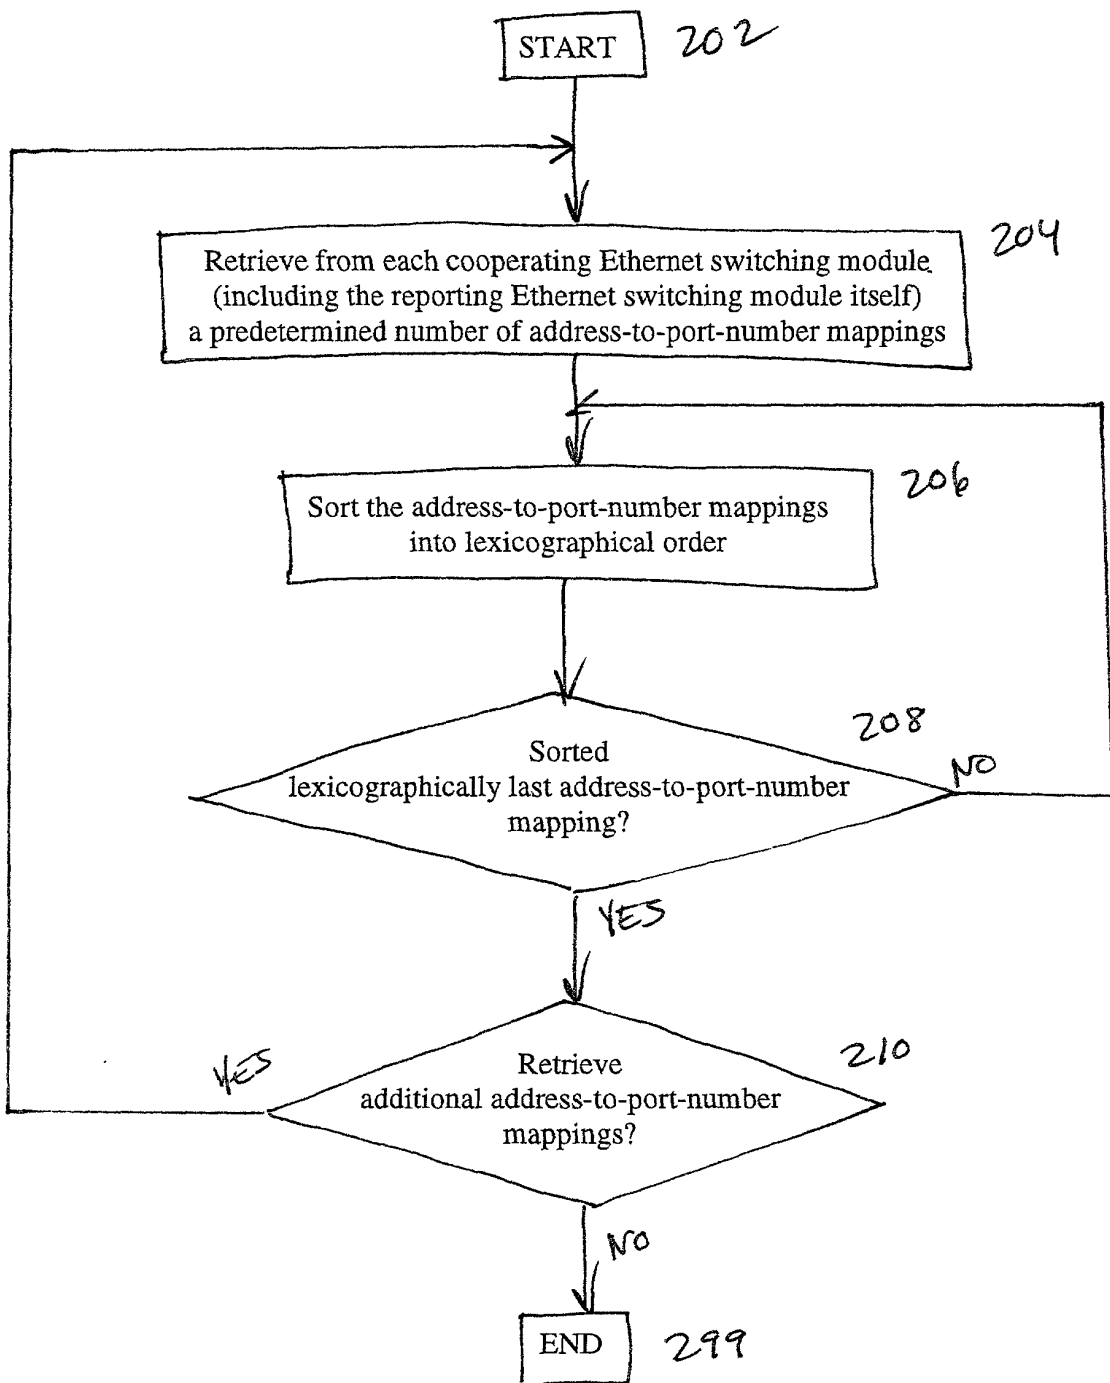 START 202
204
Retrieve from each cooperating Ethernet switching module
(including the reporting Ethernet switching module itself)
a predetermined number of address-to-port-number mappings
206
Sort the address-to-port-number mappings
into lexicographical order
208
Sorted
lexicographically last address-to-port-number
mapping?
NO
YES
210
Retrieve
additional address-to-port-number
mappings?
YES
NO
END 299